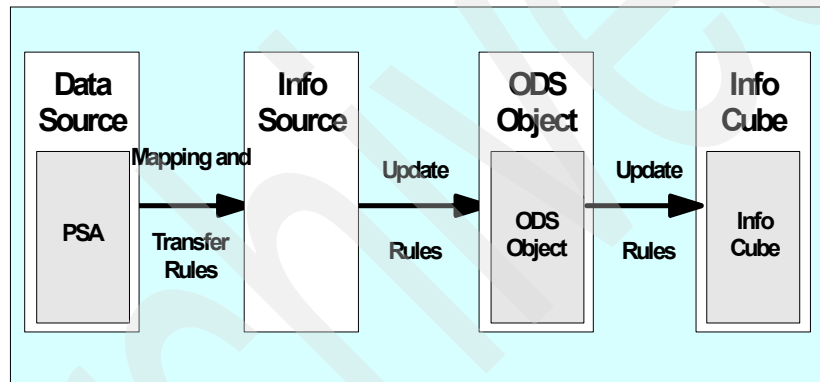 Data
Source
PSA
Mapping and
Transfer
Rules
Info
Source
Update
Rules
ODS
Object
ODS
Object
Update
Rules
Info
Cube
Info
Cube